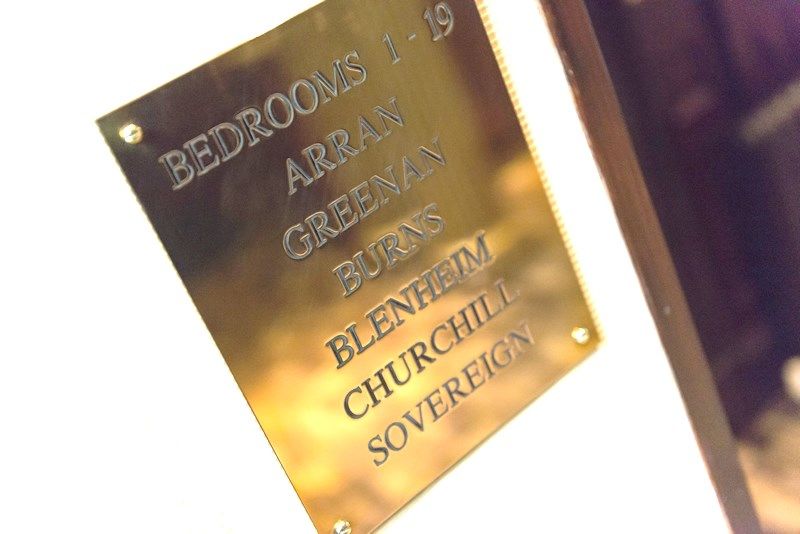 BEDROOMS 1 - 19
ARRAN
GREENAN
BURNS
BLENHEIM
CHURCHILL
SOVEREIGN